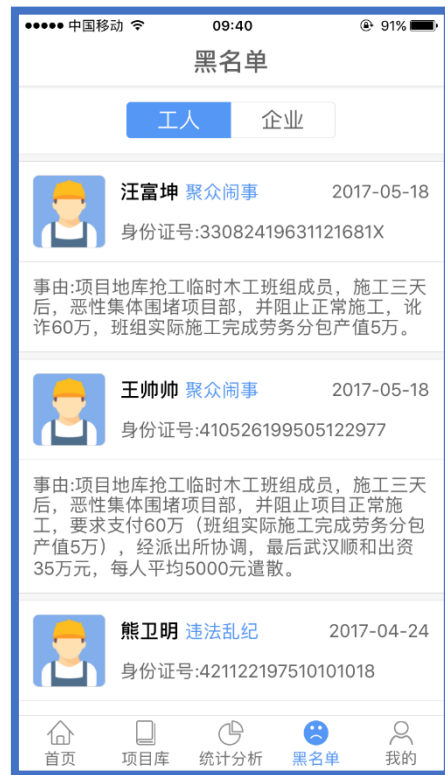 中国移动 09:40 91%
黑名单
工人 企业
汪富坤 聚众闹事 2017-05-18
身份证号:33082419631121681X
事由:项目地库抢工临时木工班组成员，施工三天
后，恶性集体围堵项目部，并阻止正常施工，讹
诈60万，班组实际施工完成劳务分包产值5万。
王帅帅 聚众闹事 2017-05-18
身份证号:410526199505122977
事由:项目地库抢工临时木工班组成员，施工三天
后，恶性集体围堵项目部，并阻止项目正常施
工，要求支付60万（班组实际施工完成劳务分包
产值5万），经派出所协调，最后武汉顺和出资
35万元，每人平均5000元遣散。
熊卫明 违法乱纪 2017-04-24
身份证号:421122197510101018
首页 项目库 统计分析 黑名单 我的